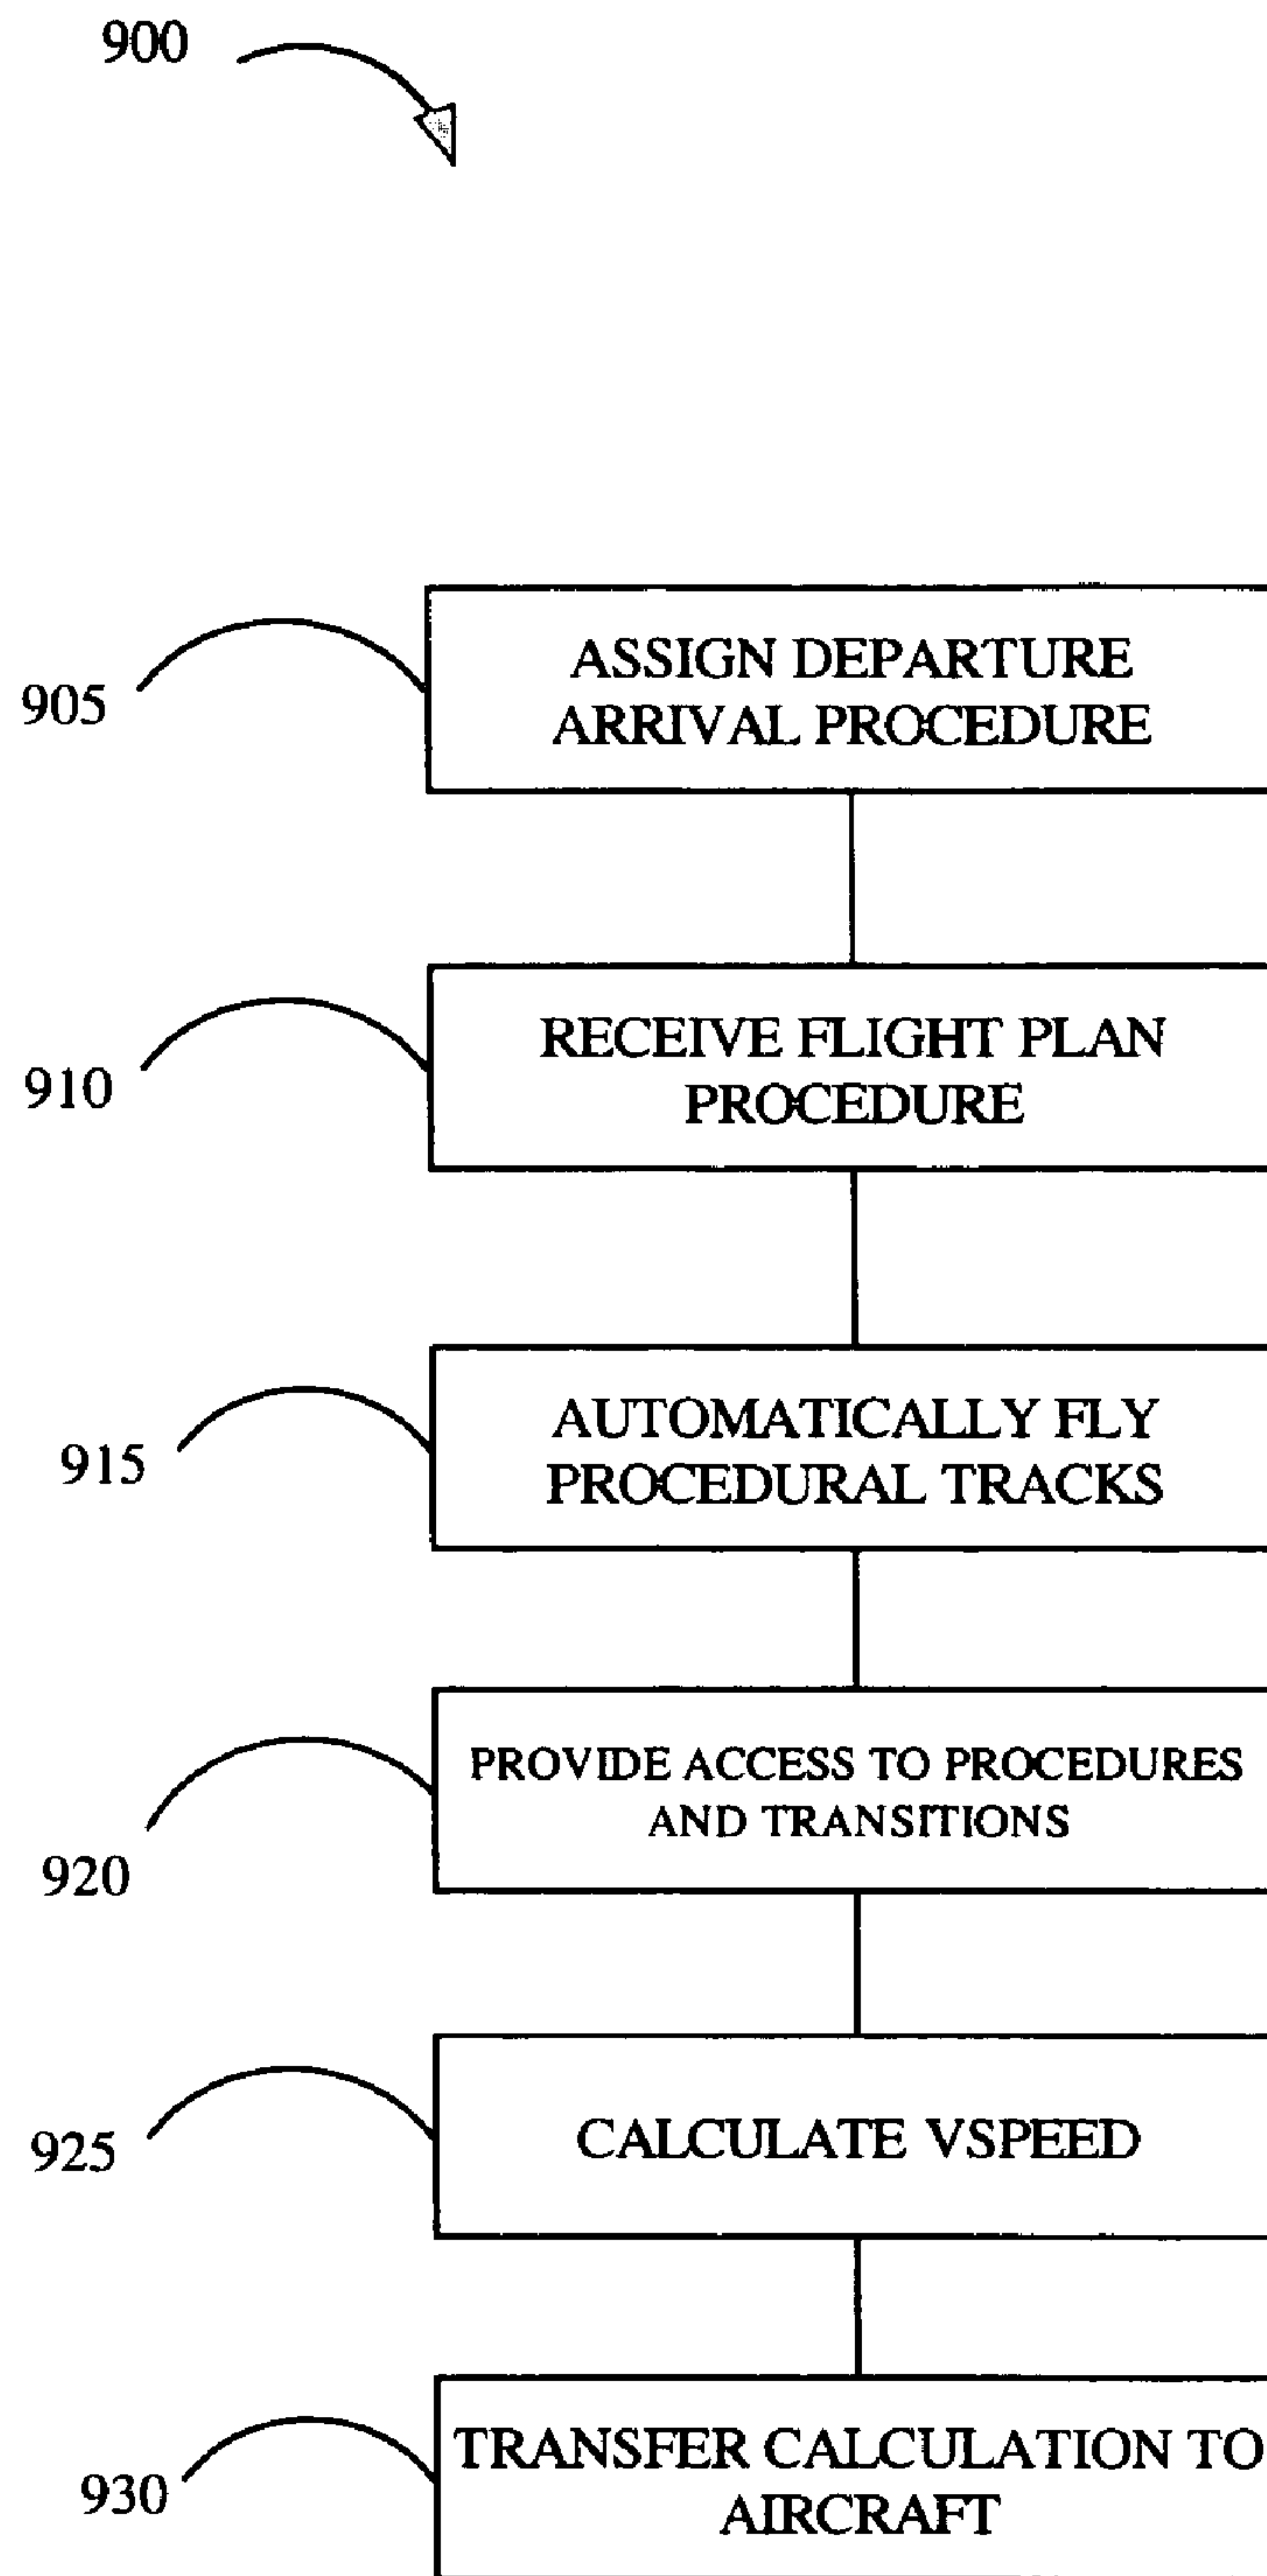 900
905
ASSIGN DEPARTURE
ARRIVAL PROCEDURE
910
RECEIVE FLIGHT PLAN
PROCEDURE
915
AUTOMATICALLY FLY
PROCEDURAL TRACKS
920
PROVIDE ACCESS TO PROCEDURES
AND TRANSITIONS
925
CALCULATE VSPEED
930
TRANSFER CALCULATION TO
AIRCRAFT